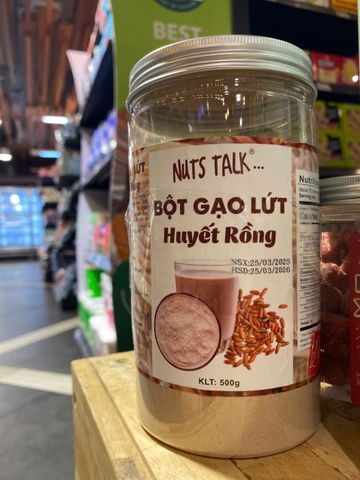 BEST
NUTS TALK®...
BỘT GẠO LỨT
Huyết Rồng
NSX:25/03/2025
HSD:25/03/2026
KLT: 500g